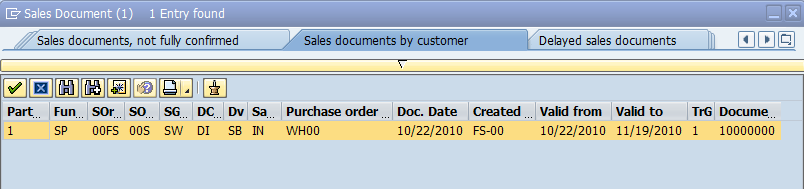 Sales Document (1) 1 Entry found
Sales documents, not fully confirmed Sales documents by customer Delayed sales documents
Part... Fun... SOr... SO... SG... DC... Dv Sa... Purchase order ... Doc. Date Created ... Valid from Valid to TrG Docume...
1 SP 00FS 00S SW DI SB IN WH00 10/22/2010 FS-00 10/22/2010 11/19/2010 1 10000000